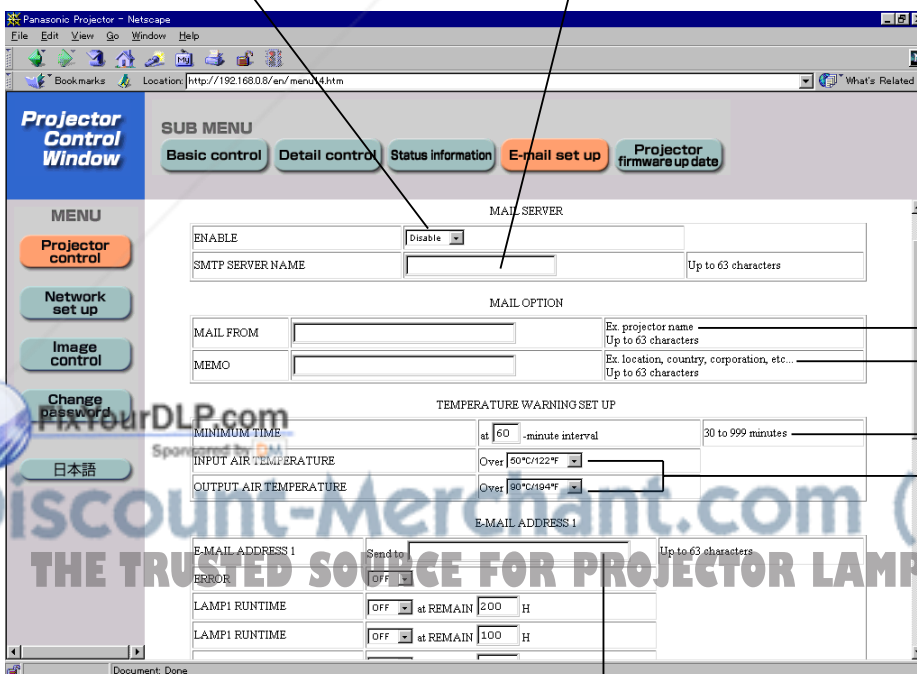 Panasonic Projector - Netscape
File Edit View Go Window Help
Bookmarks Location: http://192.168.0.8/en/menu14.htm What's Related
Projector Control Window
SUB MENU
Basic control Detail control Status information E-mail set up Projector firmware up date
MENU
Projector control
Network set up
Image control
Change password
日本語
MAIL SERVER
ENABLE Disable
SMTP SERVER NAME Up to 63 characters
MAIL OPTION
MAIL FROM Ex. projector name
Up to 63 characters
MEMO Ex. location, country, corporation, etc...
Up to 63 characters
TEMPERATURE WARNING SET UP
MINIMUM TIME at 60 -minute interval 30 to 999 minutes
INPUT AIR TEMPERATURE Over 50°C/122°F
OUTPUT AIR TEMPERATURE Over 90°C/194°F
E-MAIL ADDRESS 1
E-MAIL ADDRESS 1 Send to Up to 63 characters
ERROR OFF
LAMP1 RUNTIME OFF at REMAIN 200 H
LAMP1 RUNTIME OFF at REMAIN 100 H
Document: Done
FixYourDLP.com
Sponsored by DM
iscount-Merchant.com (
THE TRUSTED SOURCE FOR PROJECTOR LAMP